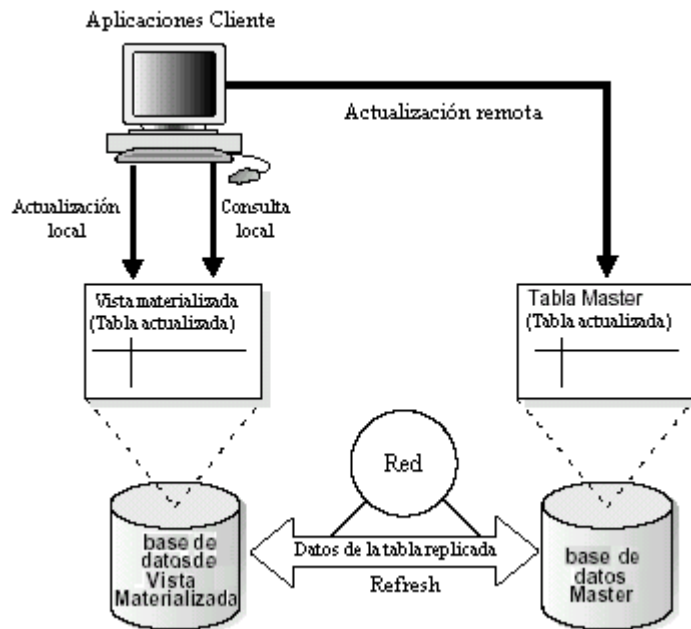 Aplicaciones Cliente
Actualización remota
Actualización
local
Consulta
local
Vista materializada
(Tabla actualizada)
Tabla Master
(Tabla actualizada)
Red
base de
datos de
Vista
Materializada
Datos de la tabla replicada
Refresh
base de
datos
Master